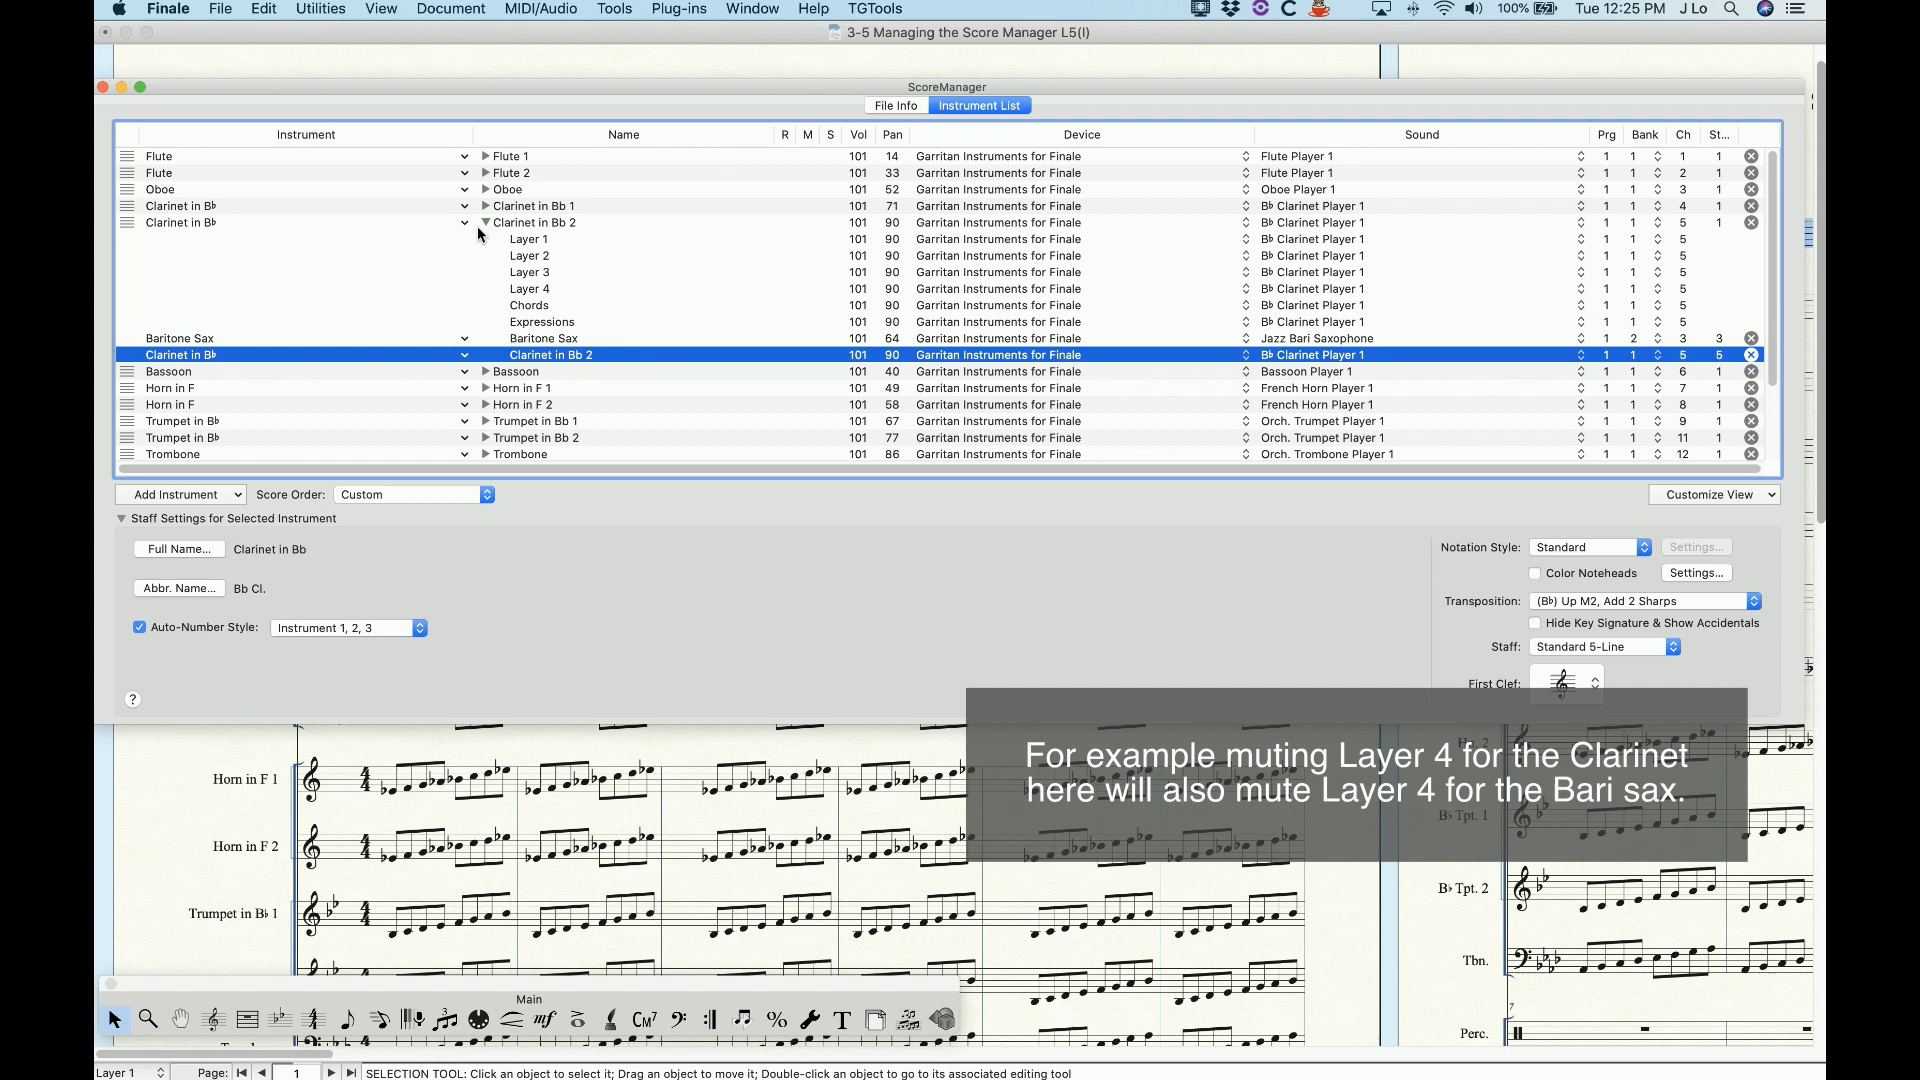 Finale File Edit Utilities View Document MIDI/Audio Tools Plug-ins Window Help TGTools 100% Tue 12:25 PM J Lo
3-5 Managing the Score Manager L5(I)
ScoreManager
File Info Instrument List
Instrument Name R M S Vol Pan Device Sound Prg Bank Ch St...
Flute Flute 1 101 14 Garritan Instruments for Finale Flute Player 1 1 1 1 1
Flute Flute 2 101 33 Garritan Instruments for Finale Flute Player 1 1 1 2 1
Oboe Oboe 101 52 Garritan Instruments for Finale Oboe Player 1 1 1 3 1
Clarinet in B♭ Clarinet in Bb 1 101 71 Garritan Instruments for Finale B♭ Clarinet Player 1 1 1 4 1
Clarinet in B♭ Clarinet in Bb 2 101 90 Garritan Instruments for Finale B♭ Clarinet Player 1 1 1 5 1
Layer 1 101 90 Garritan Instruments for Finale B♭ Clarinet Player 1 1 1 5
Layer 2 101 90 Garritan Instruments for Finale B♭ Clarinet Player 1 1 1 5
Layer 3 101 90 Garritan Instruments for Finale B♭ Clarinet Player 1 1 1 5
Layer 4 101 90 Garritan Instruments for Finale B♭ Clarinet Player 1 1 1 5
Chords 101 90 Garritan Instruments for Finale B♭ Clarinet Player 1 1 1 5
Expressions 101 90 Garritan Instruments for Finale B♭ Clarinet Player 1 1 1 5
Baritone Sax Baritone Sax 101 64 Garritan Instruments for Finale Jazz Bari Saxophone 1 2 3 3
Clarinet in B♭ Clarinet in Bb 2 101 90 Garritan Instruments for Finale B♭ Clarinet Player 1 1 1 5 5
Bassoon Bassoon 101 40 Garritan Instruments for Finale Bassoon Player 1 1 1 6 1
Horn in F Horn in F 1 101 49 Garritan Instruments for Finale French Horn Player 1 1 1 7 1
Horn in F Horn in F 2 101 58 Garritan Instruments for Finale French Horn Player 1 1 1 8 1
Trumpet in B♭ Trumpet in Bb 1 101 67 Garritan Instruments for Finale Orch. Trumpet Player 1 1 1 9 1
Trumpet in B♭ Trumpet in Bb 2 101 77 Garritan Instruments for Finale Orch. Trumpet Player 1 1 1 11 1
Trombone Trombone 101 86 Garritan Instruments for Finale Orch. Trombone Player 1 1 1 12 1
Add Instrument Score Order: Custom Customize View
Staff Settings for Selected Instrument
Full Name... Clarinet in Bb Notation Style: Standard Settings...
Color Noteheads Settings...
Abbr. Name... Bb Cl. Transposition: (B♭) Up M2, Add 2 Sharps
Hide Key Signature & Show Accidentals
Auto-Number Style: Instrument 1, 2, 3 Staff: Standard 5-Line
First Clef:
?
For example muting Layer 4 for the Clarinet
here will also mute Layer 4 for the Bari sax.
Horn in F 1 Hn. 2
Horn in F 2 B♭ Tpt. 1
Trumpet in B♭ 1 B♭ Tpt. 2
Tbn.
Main
mf CM7 % T
7
Perc.
Layer 1 Page: 1 SELECTION TOOL: Click an object to select it; Drag an object to move it; Double-click an object to go to its associated editing tool